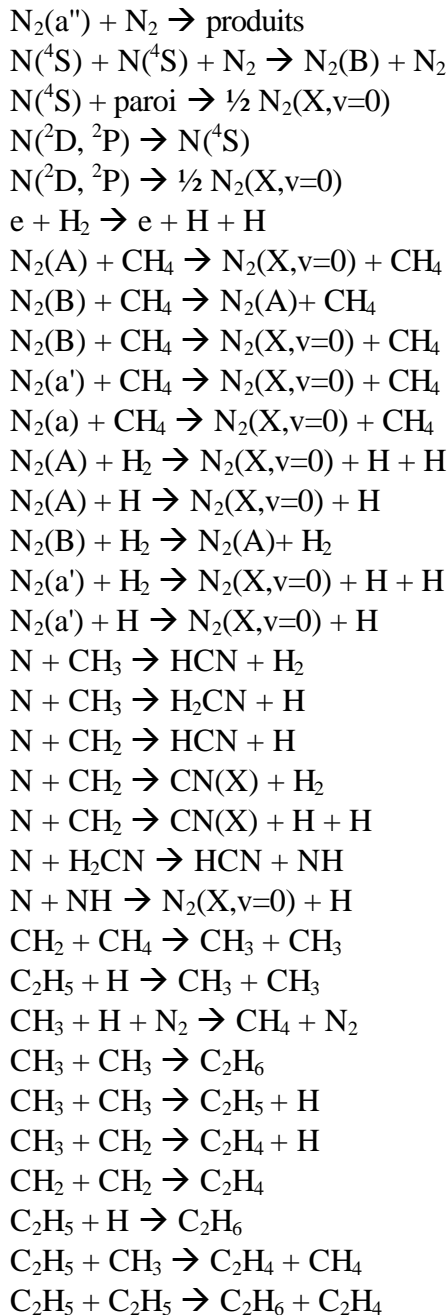 N₂(a'') + N₂ → produits
N(⁴S) + N(⁴S) + N₂ → N₂(B) + N₂
N(⁴S) + paroi → ½ N₂(X,v=0)
N(²D, ²P) → N(⁴S)
N(²D, ²P) → ½ N₂(X,v=0)
e + H₂ → e + H + H
N₂(A) + CH₄ → N₂(X,v=0) + CH₄
N₂(B) + CH₄ → N₂(A)+ CH₄
N₂(B) + CH₄ → N₂(X,v=0) + CH₄
N₂(a') + CH₄ → N₂(X,v=0) + CH₄
N₂(a) + CH₄ → N₂(X,v=0) + CH₄
N₂(A) + H₂ → N₂(X,v=0) + H + H
N₂(A) + H → N₂(X,v=0) + H
N₂(B) + H₂ → N₂(A)+ H₂
N₂(a') + H₂ → N₂(X,v=0) + H + H
N₂(a') + H → N₂(X,v=0) + H
N + CH₃ → HCN + H₂
N + CH₃ → H₂CN + H
N + CH₂ → HCN + H
N + CH₂ → CN(X) + H₂
N + CH₂ → CN(X) + H + H
N + H₂CN → HCN + NH
N + NH → N₂(X,v=0) + H
CH₂ + CH₄ → CH₃ + CH₃
C₂H₅ + H → CH₃ + CH₃
CH₃ + H + N₂ → CH₄ + N₂
CH₃ + CH₃ → C₂H₆
CH₃ + CH₃ → C₂H₅ + H
CH₃ + CH₂ → C₂H₄ + H
CH₂ + CH₂ → C₂H₄
C₂H₅ + H → C₂H₆
C₂H₅ + CH₃ → C₂H₄ + CH₄
C₂H₅ + C₂H₅ → C₂H₆ + C₂H₄